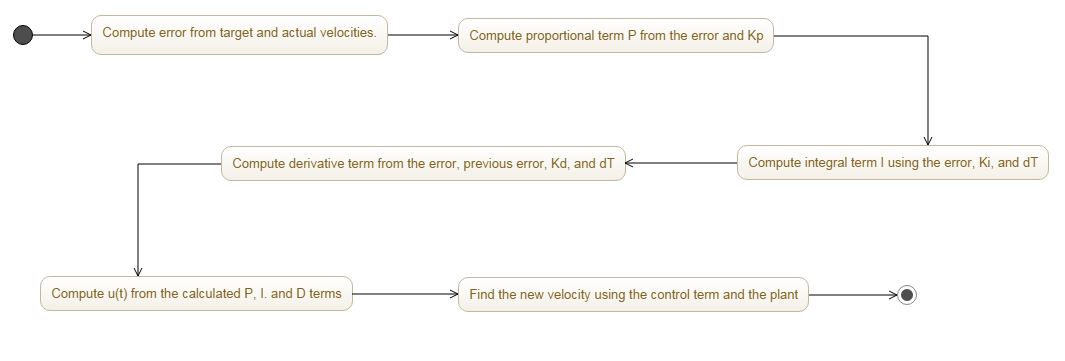 Compute error from target and actual velocities.
Compute proportional term P from the error and Kp
Compute integral term I using the error, Ki, and dT
Compute derivative term from the error, previous error, Kd, and dT
Compute u(t) from the calculated P, I. and D terms
Find the new velocity using the control term and the plant